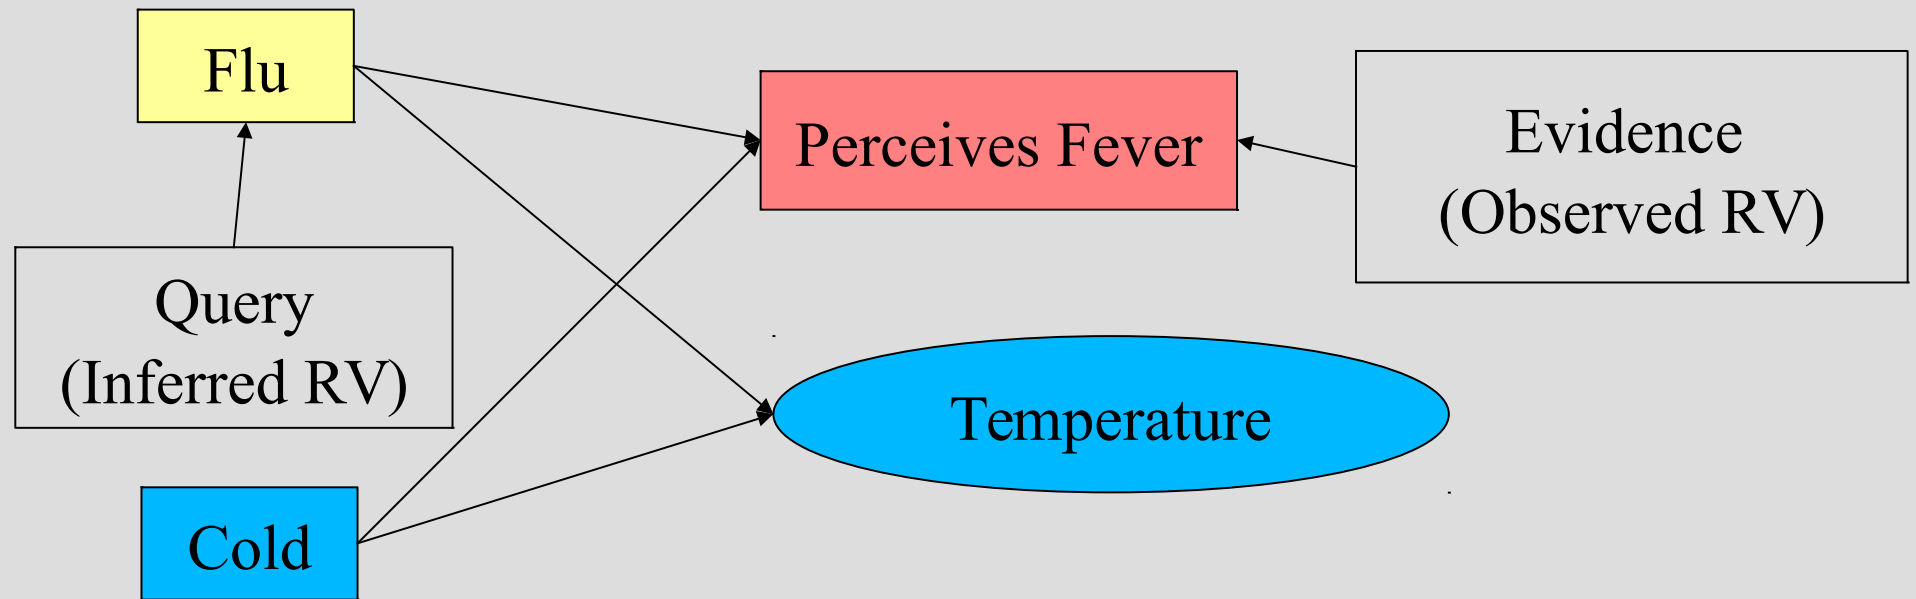 Flu
Perceives Fever
Evidence
(Observed RV)
Query
(Inferred RV)
Temperature
Cold